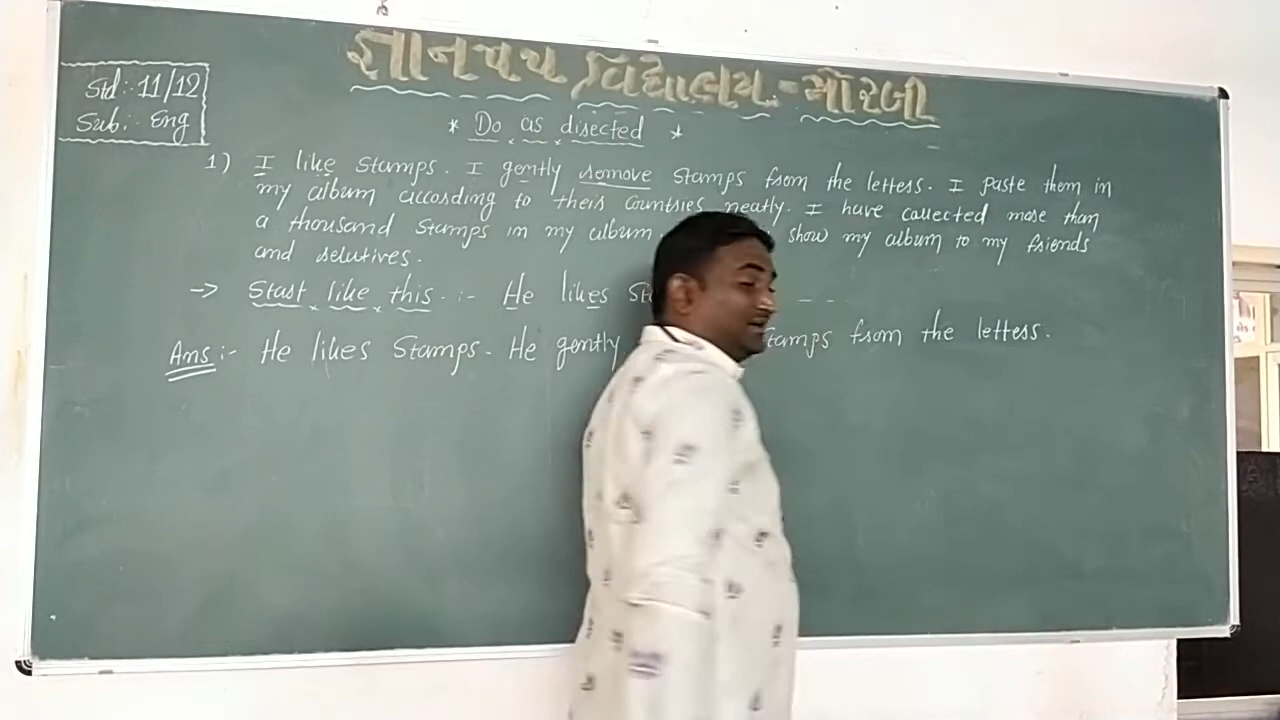 જ્ઞાનપથ વિદ્યાલય - મોરબી
Std:- 11/12
Sub:- Eng
* Do as directed *
1) I like Stamps. I gently remove stamps from the letters. I paste them in
my album according to their countries neatly. I have collected more than
a thousand stamps in my album. show my album to my friends
and relatives.
→ Start like this :- He likes - - -
Ans :- He likes Stamps. He gently stamps from the letters.